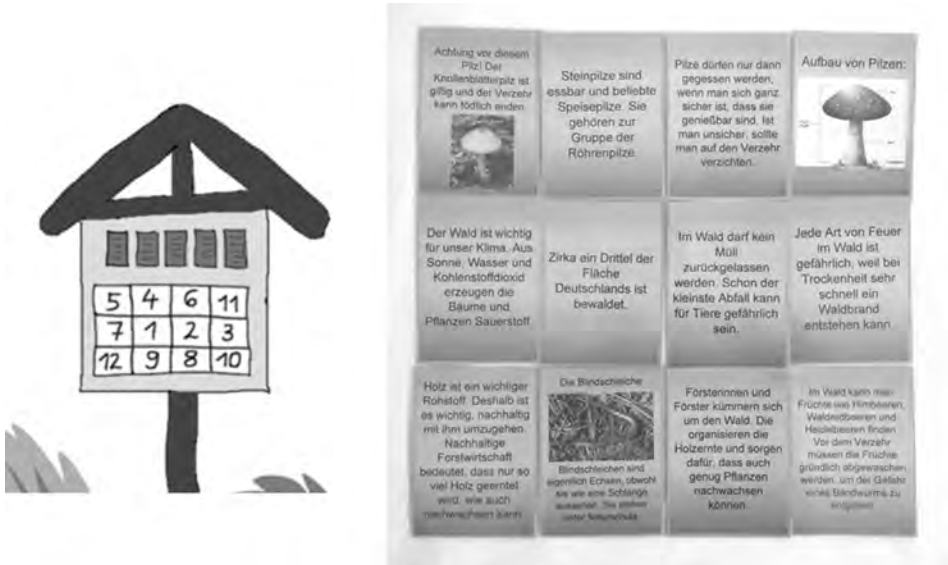 5 4 6 11
7 1 2 3
12 9 8 10
Achtung vor diesem
Pilz! Der
Knollenblätterpilz ist
giftig und der Verzehr
kann tödlich enden.
Steinpilze sind
essbar und beliebte
Speisepilze. Sie
gehören zur
Gruppe der
Röhrenpilze.
Pilze dürfen nur dann
gegessen werden,
wenn man sich ganz
sicher ist, dass sie
genießbar sind. Ist
man unsicher, sollte
man auf den Verzehr
verzichten.
Aufbau von Pilzen:
Der Wald ist wichtig
für unser Klima. Aus
Sonne, Wasser und
Kohlenstoffdioxid
erzeugen die
Bäume und
Pflanzen Sauerstoff.
Zirka ein Drittel der
Fläche
Deutschlands ist
bewaldet.
Im Wald darf kein
Müll
zurückgelassen
werden. Schon der
kleinste Abfall kann
für Tiere gefährlich
sein.
Jede Art von Feuer
im Wald ist
gefährlich, weil bei
Trockenheit sehr
schnell ein
Waldbrand
entstehen kann.
Holz ist ein wichtiger
Rohstoff. Deshalb ist
es wichtig, nachhaltig
mit ihm umzugehen.
Nachhaltige
Forstwirtschaft
bedeutet, dass nur so
viel Holz geerntet
wird, wie auch
nachwachsen kann.
Die Blindschleiche
Blindschleichen sind
eigentlich Echsen, obwohl
sie wie eine Schlange
aussehen. Sie stehen
unter Naturschutz.
Försterinnen und
Förster kümmern sich
um den Wald. Die
organisieren die
Holzernte und sorgen
dafür, dass auch
genug Pflanzen
nachwachsen
können.
Im Wald kann man
Früchte wie Himbeeren,
Walderdbeeren und
Heidelbeeren finden.
Vor dem Verzehr
müssen die Früchte
gründlich abgewaschen
werden, um der Gefahr
eines Bandwurms zu
entgehen.